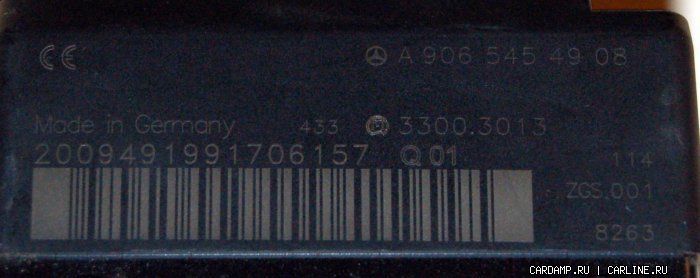 CE A 906 545 49 08
Made in Germany 433 3300.3013
2009491991706157 Q01 114
ZGS.001
8263
CARDAMP.RU | CARLINE.RU